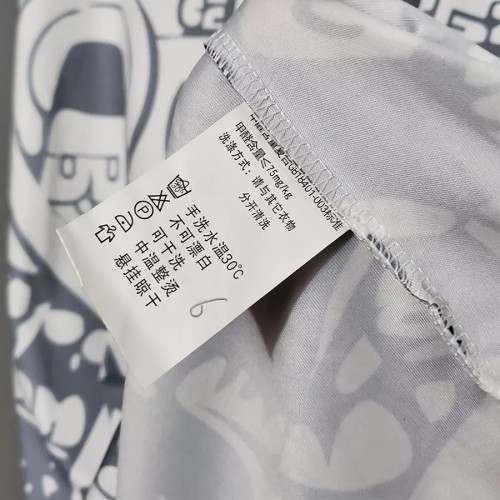 甲醛含量≤75mg/kg
洗涤方式：请与其它衣物
分开清洗
手洗水温30℃
不可漂白
可干洗
中温整烫
悬挂晾干
P
6